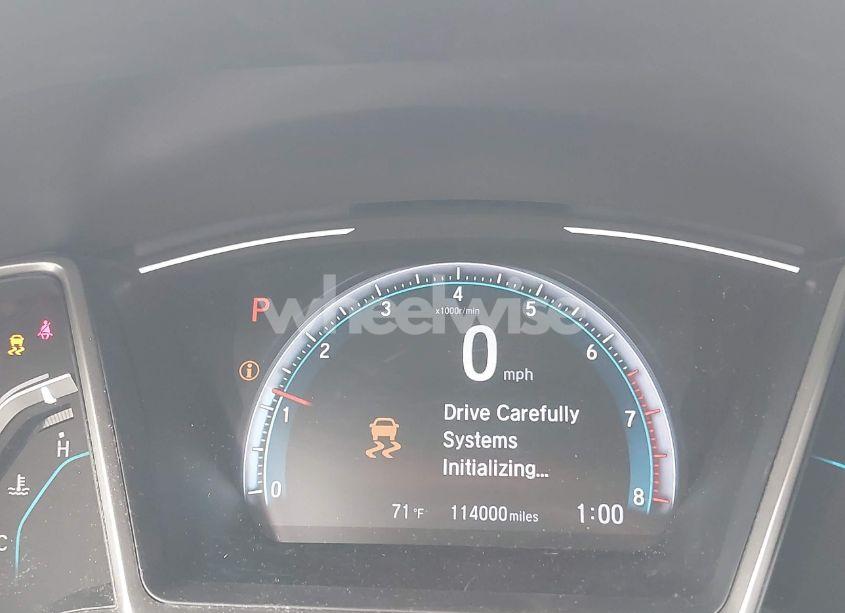 wheelwise
P
4
3
5
x1000r/min
2
6
0 mph
1
7
Drive Carefully
Systems
Initializing...
0
8
71°F 114000 miles 1:00
H
C